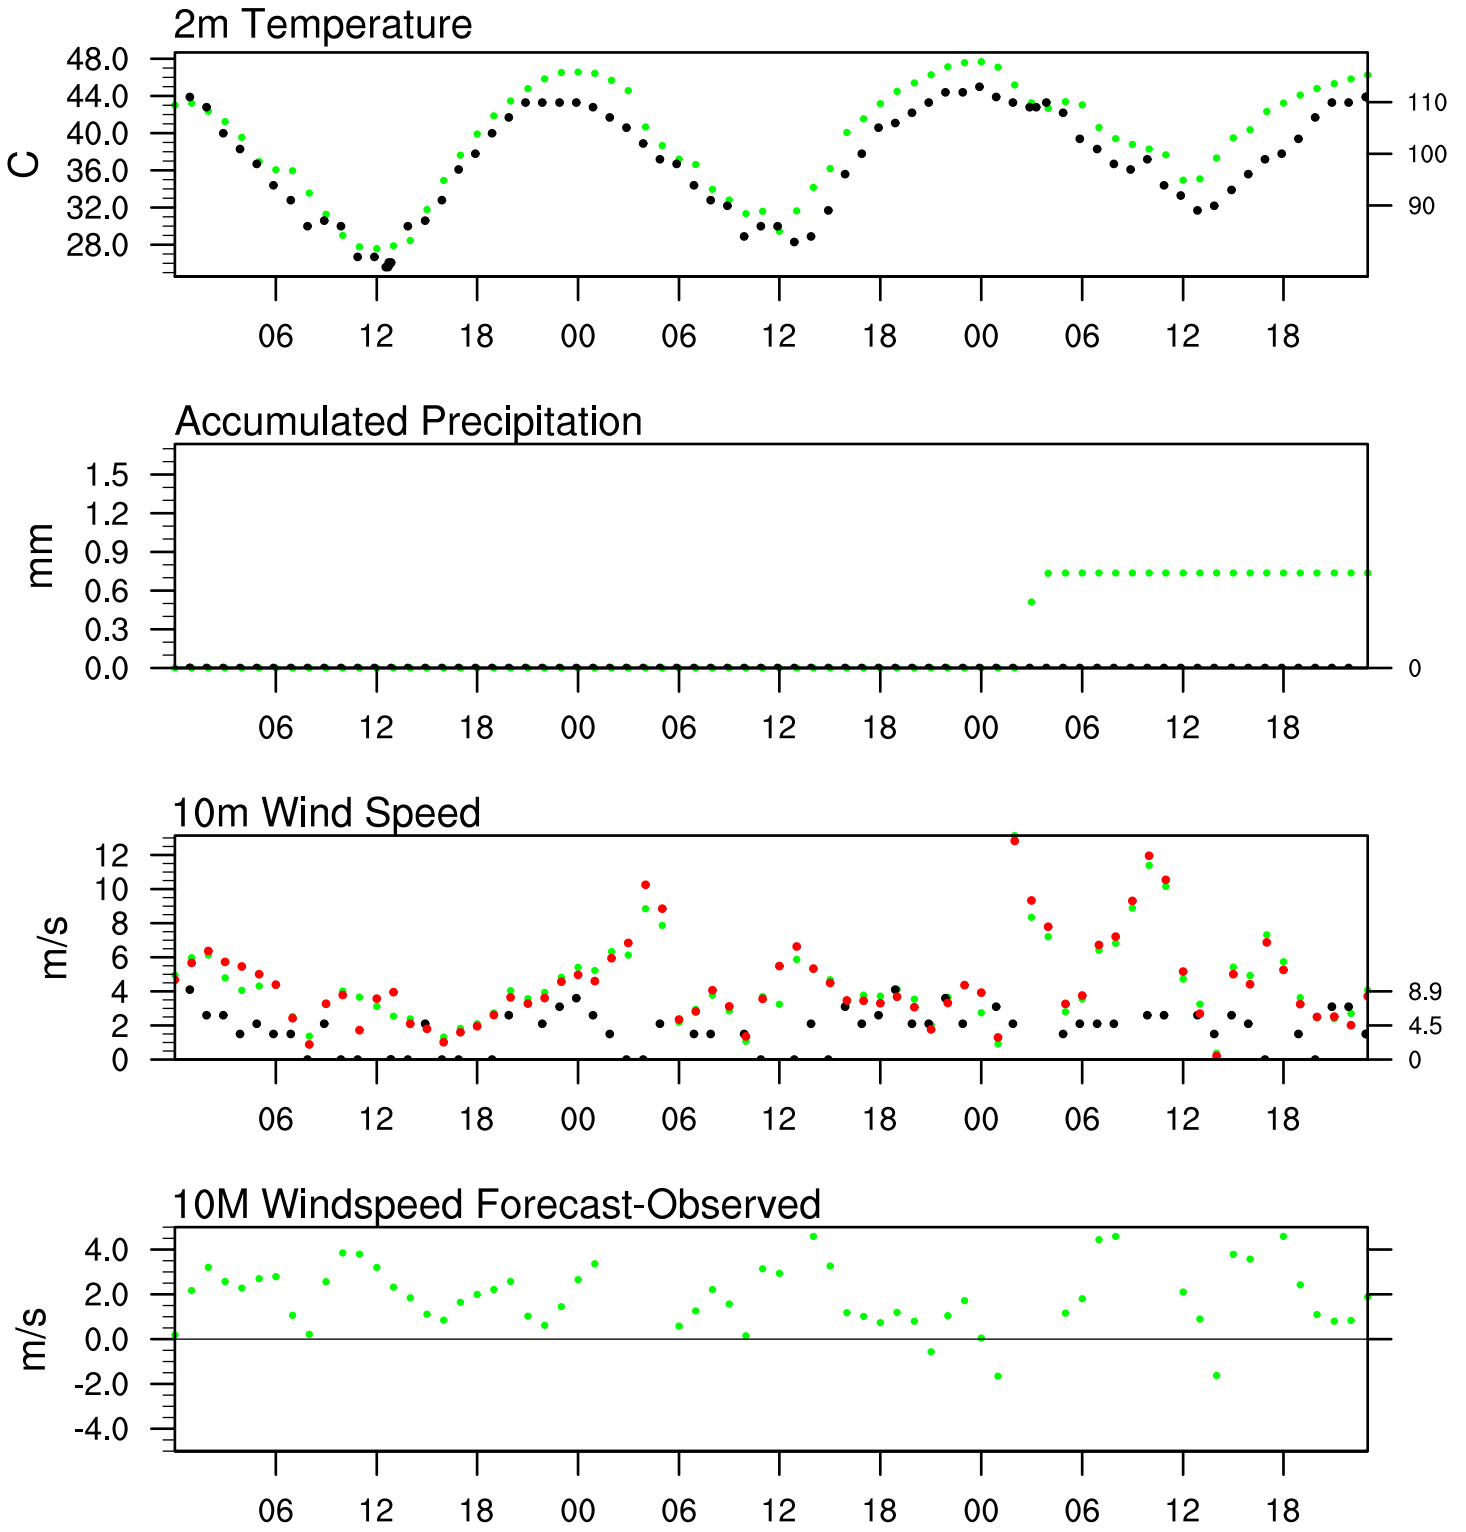 2m Temperature
48.0
44.0
40.0
36.0
32.0
28.0
C
110
100
90
06 12 18 00 06 12 18 00 06 12 18
Accumulated Precipitation
1.5
1.2
0.9
0.6
0.3
0.0
mm
0
06 12 18 00 06 12 18 00 06 12 18
10m Wind Speed
12
10
8
6
4
2
0
m/s
8.9
4.5
0
06 12 18 00 06 12 18 00 06 12 18
10M Windspeed Forecast-Observed
4.0
2.0
0.0
-2.0
-4.0
m/s
06 12 18 00 06 12 18 00 06 12 18